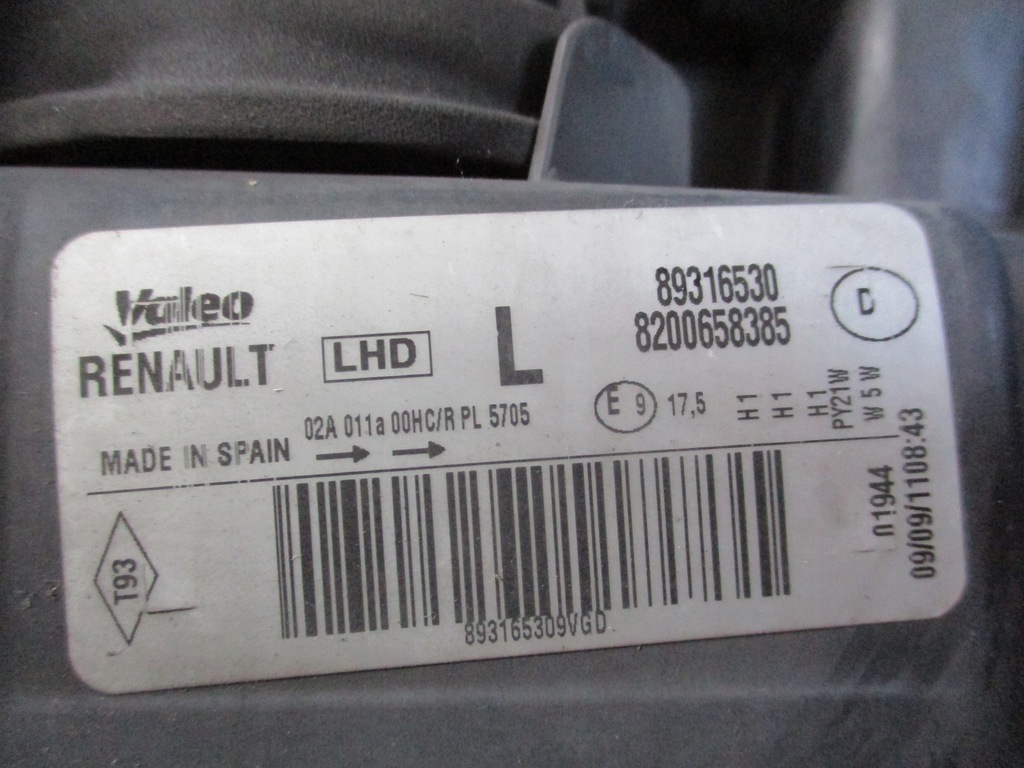 Valeo
RENAULT
LHD
L
89316530
8200658385
D
02A 011a 00HC/R PL 5705
E 9
17,5
H1
H1
H1
PY21W
W5W
MADE IN SPAIN
T93
893165309VGD
01944
09/09/1108:43